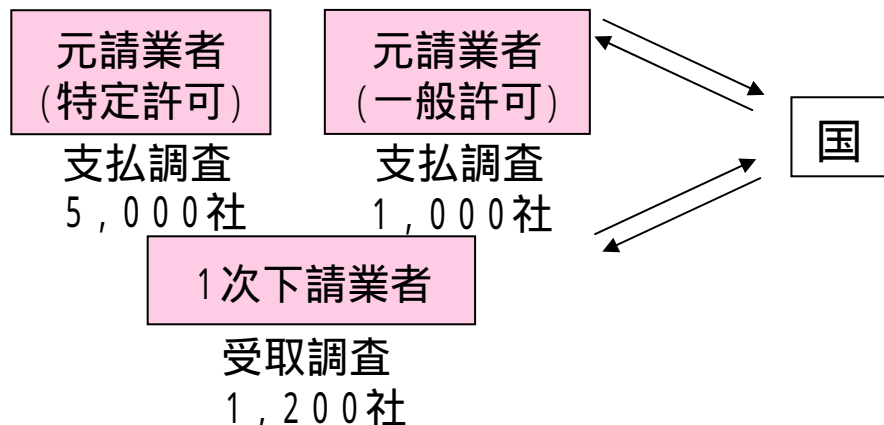 元請業者
(特定許可)
支払調査
5,000社
元請業者
(一般許可)
支払調査
1,000社
国
1次下請業者
受取調査
1,200社